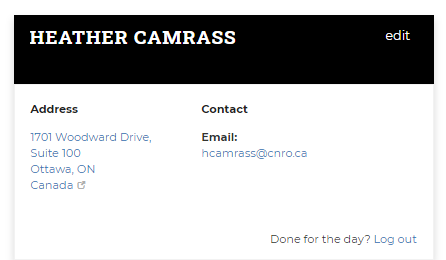 HEATHER CAMRASS
edit
Address
1701 Woodward Drive,
Suite 100
Ottawa, ON
Canada
Contact
Email:
hcamrass@cnro.ca
Done for the day? Log out